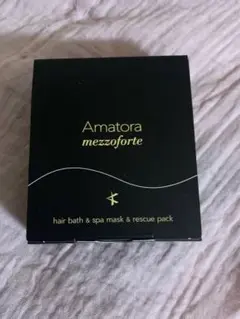 Amatora
mezzoforte
hair bath & spa mask & rescue pack